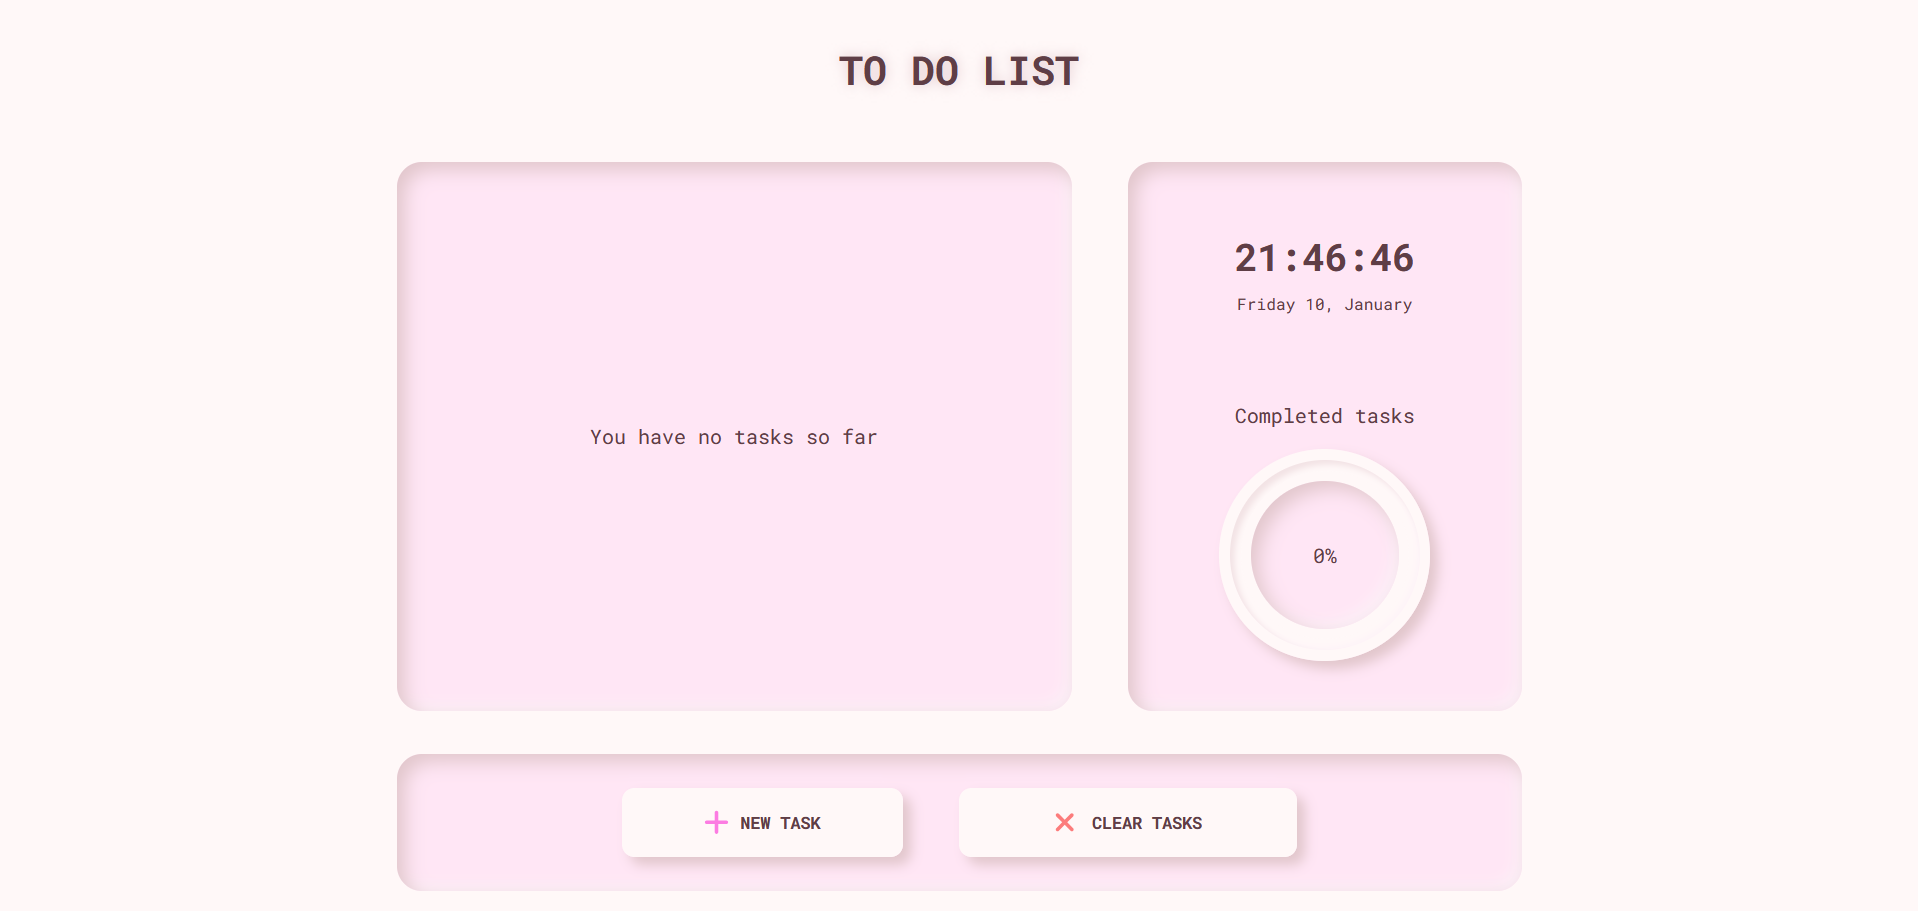 TO DO LIST
You have no tasks so far
21:46:46
Friday 10, January
Completed tasks
0%
NEW TASK
CLEAR TASKS